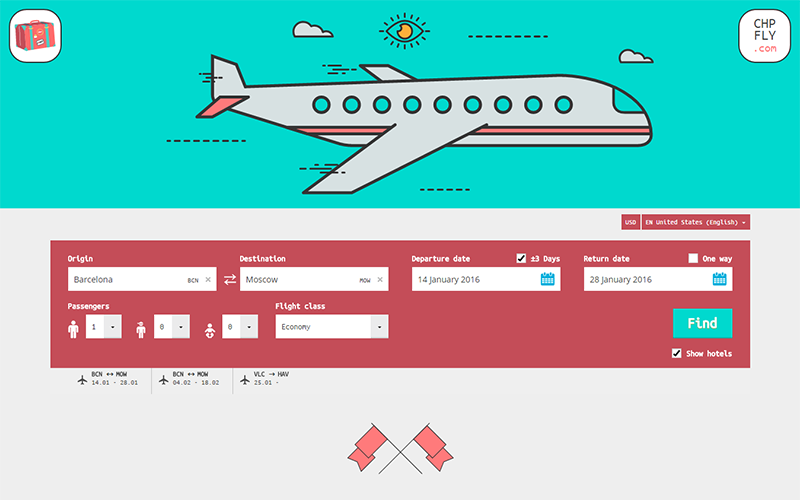 CHP
FLY
.com
USD
EN United States (English)
Origin
Destination
Departure date
±3 Days
Return date
One way
Barcelona
BCN
×
Moscow
MOW
×
14 January 2016
28 January 2016
Passengers
Flight class
1
0
0
Economy
Find
Show hotels
BCN ↔ MOW
14.01 - 28.01
BCN ↔ MOW
04.02 - 18.02
VLC → HAV
25.01 -